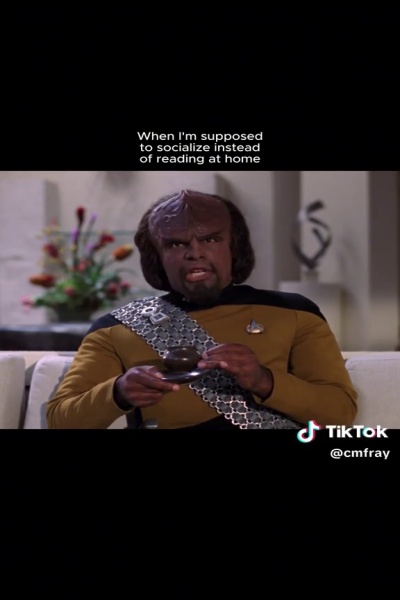 When I'm supposed
to socialize instead
of reading at home
TikTok
@cmfray